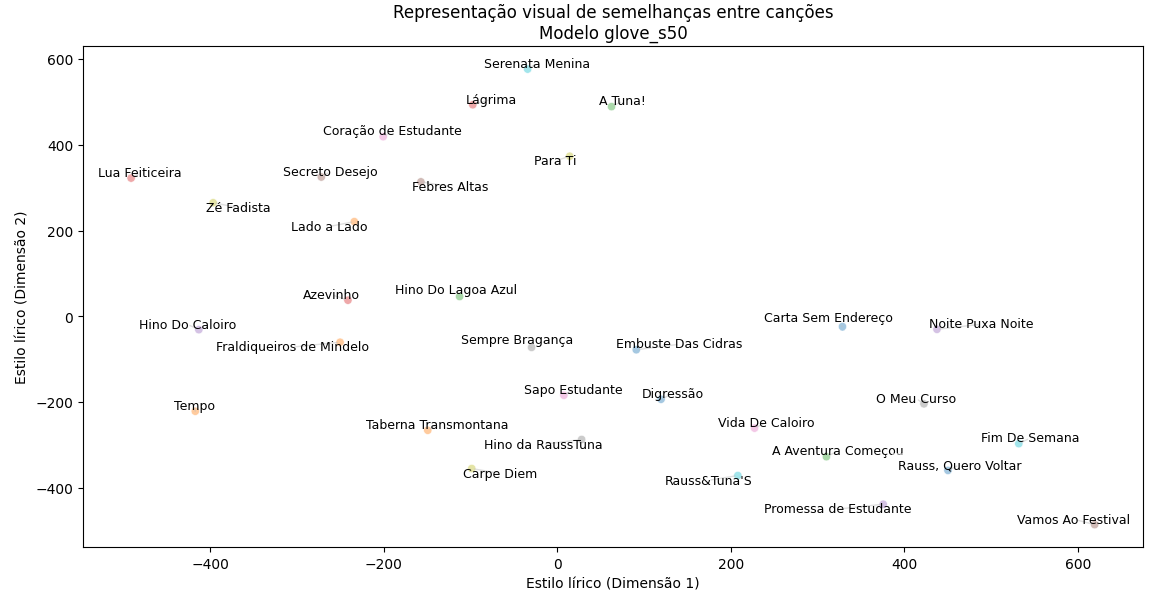 Representação visual de semelhanças entre canções
Modelo glove_s50
600
400
200
0
−200
−400
Estilo lírico (Dimensão 2)
Serenata Menina
Lágrima
A Tuna!
Coração de Estudante
Para Ti
Lua Feiticeira
Secreto Desejo
Febres Altas
Zé Fadista
Lado a Lado
Azevinho
Hino Do Lagoa Azul
Hino Do Caloiro
Carta Sem Endereço
Noite Puxa Noite
Fraldiqueiros de Mindelo
Sempre Bragança
Embuste Das Cidras
Sapo Estudante
Digressão
Tempo
O Meu Curso
Taberna Transmontana
Vida De Caloiro
Hino da RaussTuna
Fim De Semana
A Aventura Começou
Carpe Diem
Rauss, Quero Voltar
Rauss&Tuna'S
Promessa de Estudante
Vamos Ao Festival
−400
−200
0
200
400
600
Estilo lírico (Dimensão 1)